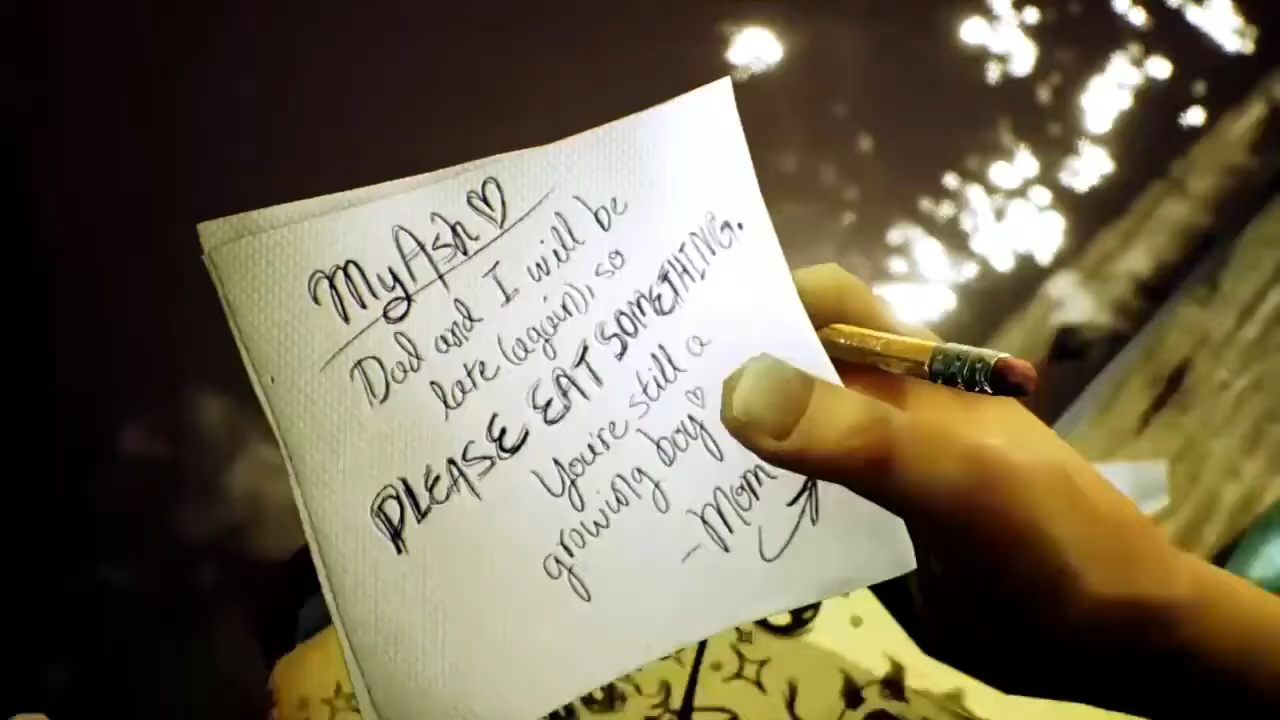 My Ash ♡
Dad and I will be
late (again), so
PLEASE EAT SOMETHING.
You're still a
growing boy ♡
-Mom